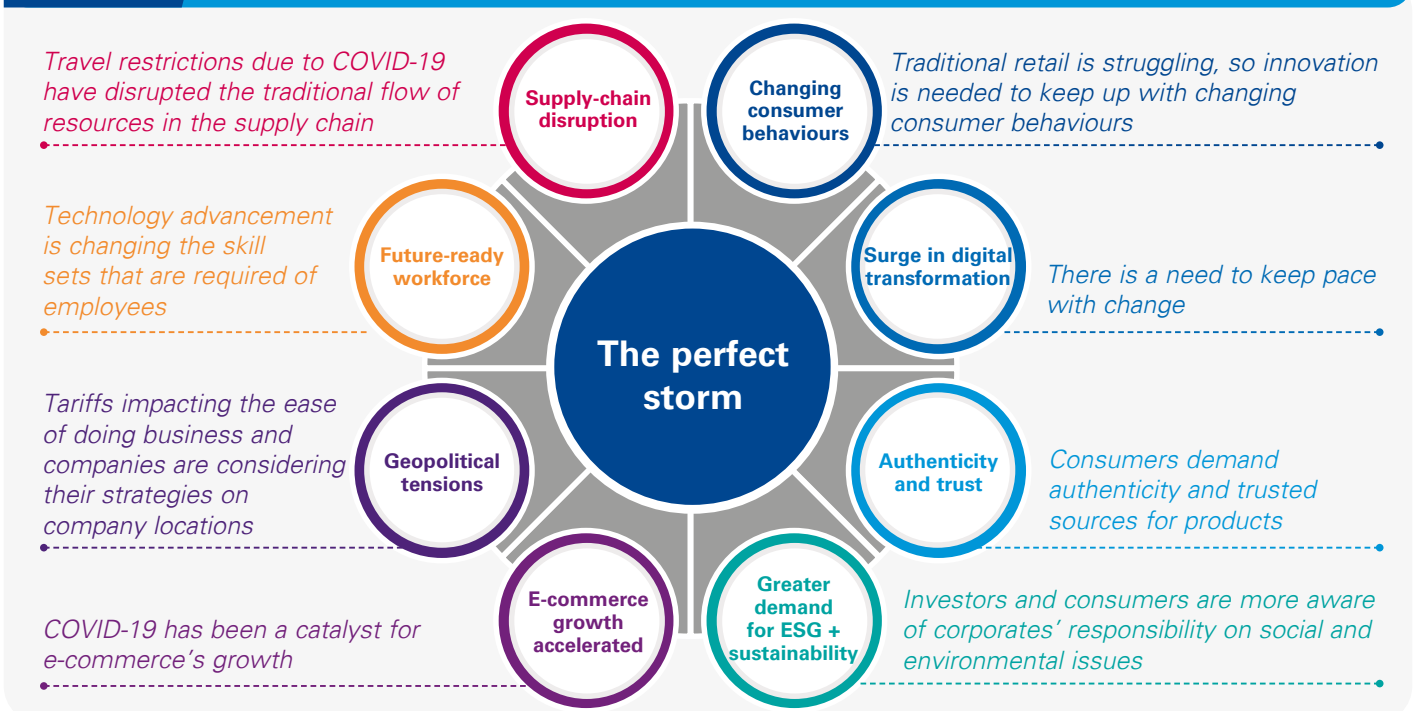 Travel restrictions due to COVID-19
have disrupted the traditional flow of
resources in the supply chain
Supply-chain
disruption
Changing
consumer
behaviours
Traditional retail is struggling, so innovation
is needed to keep up with changing
consumer behaviours
Technology advancement
is changing the skill
sets that are required of
employees
Future-ready
workforce
Surge in digital
transformation
There is a need to keep pace
with change
The perfect
storm
Tariffs impacting the ease
of doing business and
companies are considering
their strategies on
company locations
Geopolitical
tensions
Authenticity
and trust
Consumers demand
authenticity and trusted
sources for products
COVID-19 has been a catalyst for
e-commerce's growth
E-commerce
growth
accelerated
Greater
demand
for ESG +
sustainability
Investors and consumers are more aware
of corporates' responsibility on social and
environmental issues